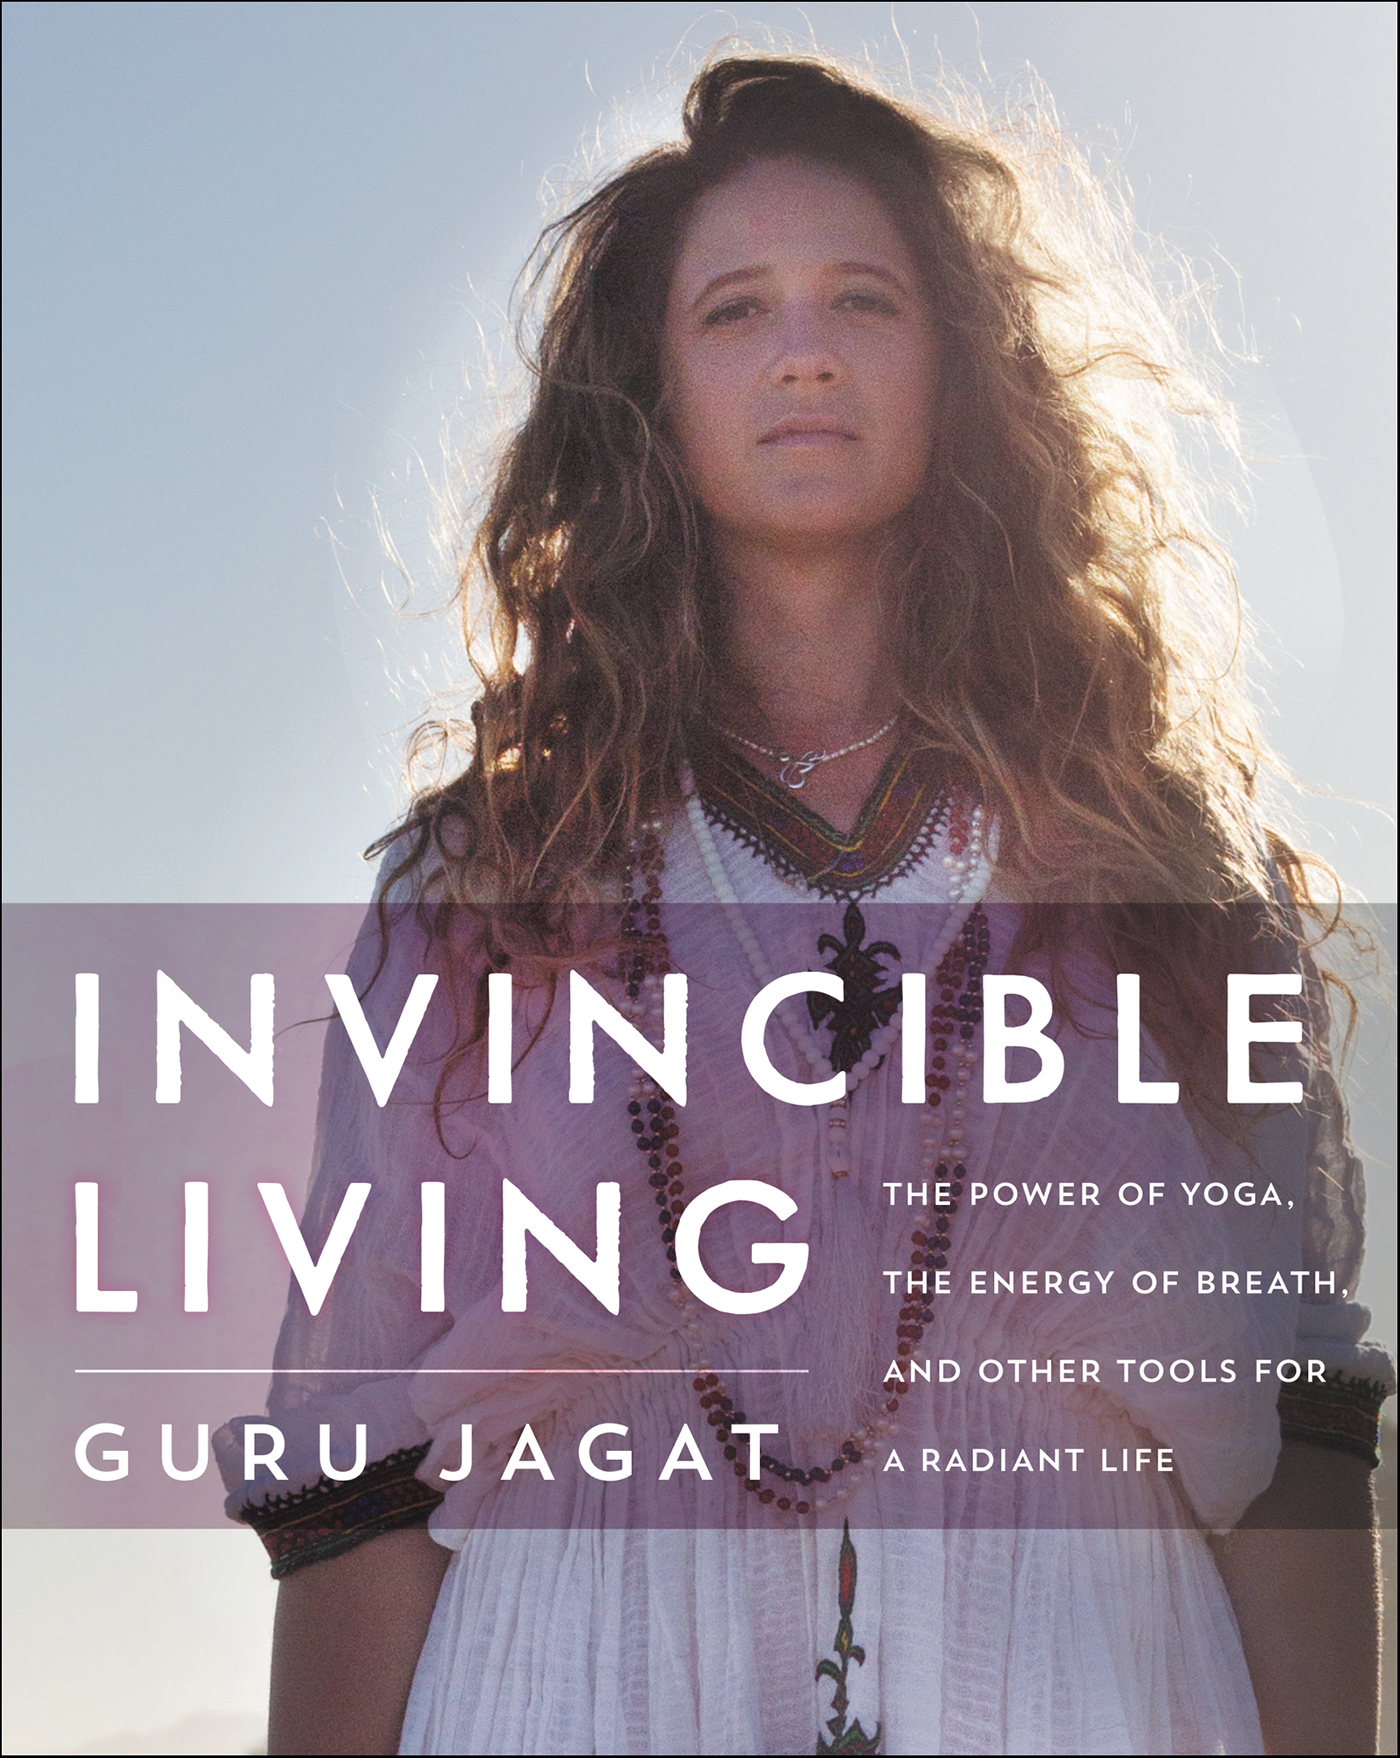 INVINCIBLE
LIVING
GURU JAGAT
THE POWER OF YOGA,
THE ENERGY OF BREATH,
AND OTHER TOOLS FOR
A RADIANT LIFE